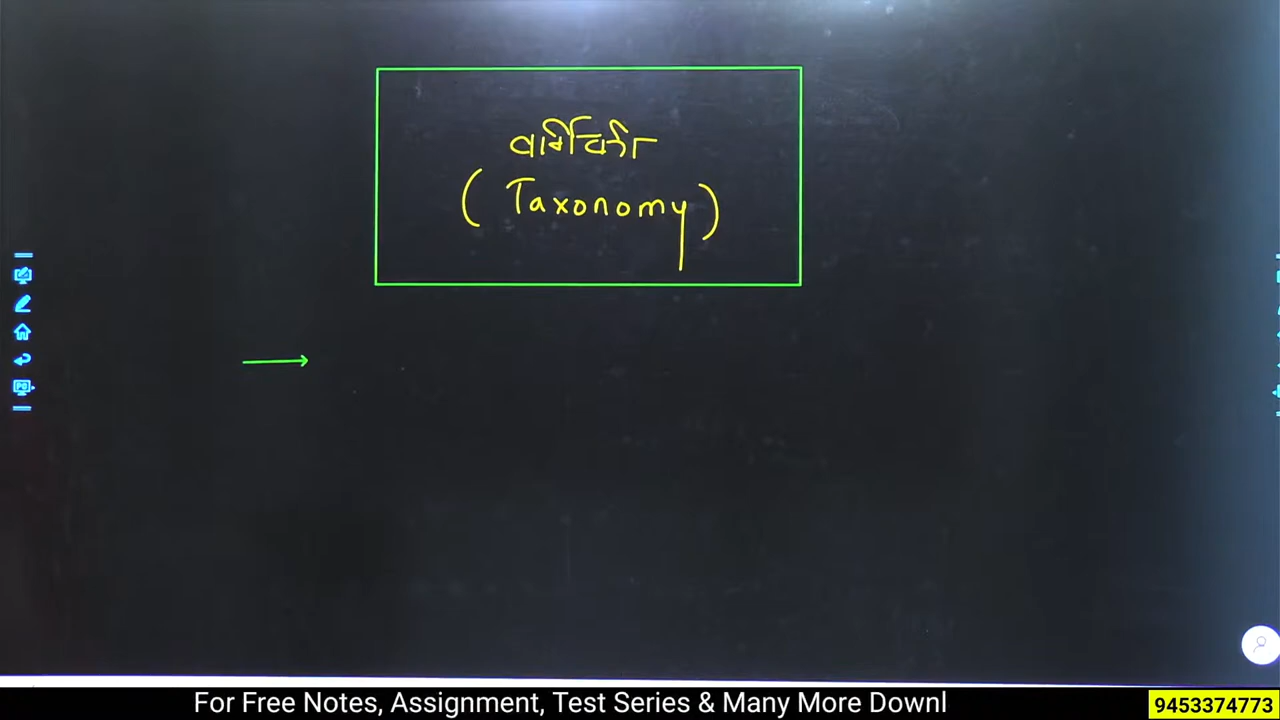 वर्गिकी
( Taxonomy )
For Free Notes, Assignment, Test Series & Many More Downl
9453374773